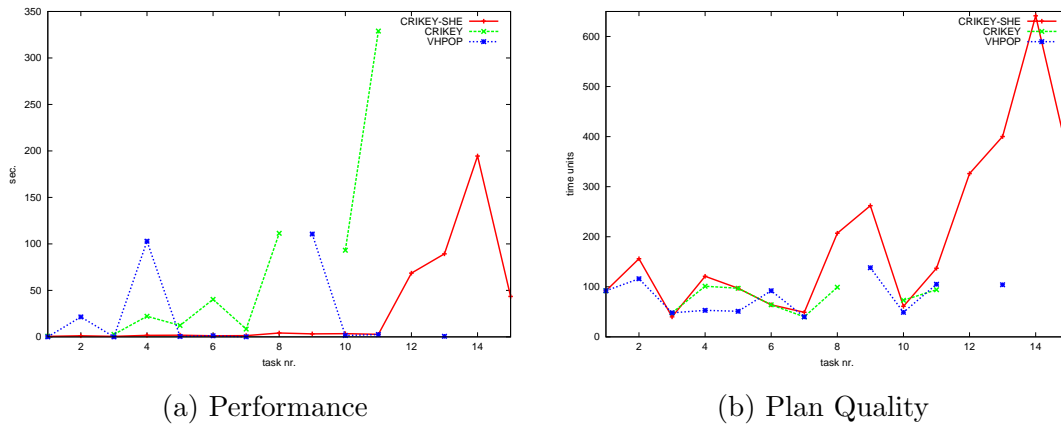 350
300
250
200
150
100
50
0
sec.
2 4 6 8 10 12 14
task nr.
CRIKEY-SHE
CRIKEY
VHPOP
(a) Performance
600
500
400
300
200
100
0
time units
2 4 6 8 10 12 14
task nr.
CRIKEY-SHE
CRIKEY
VHPOP
(b) Plan Quality